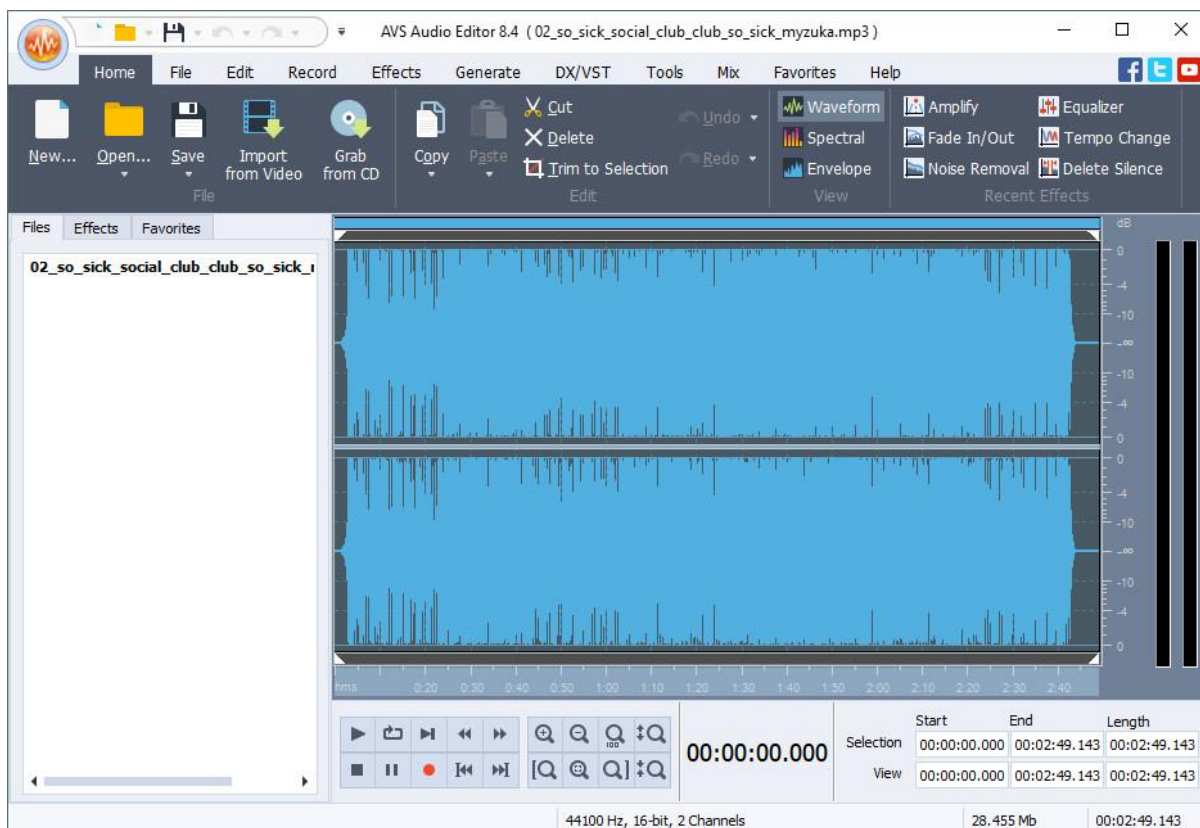 AVS Audio Editor 8.4 ( 02_so_sick_social_club_club_so_sick_myzuka.mp3 )
Home File Edit Record Effects Generate DX/VST Tools Mix Favorites Help
New... Open... Save Import from Video Grab from CD
File
Copy Paste
Cut
Delete
Trim to Selection
Undo
Redo
Edit
Waveform
Spectral
Envelope
View
Amplify Equalizer
Fade In/Out Tempo Change
Noise Removal Delete Silence
Recent Effects
Files Effects Favorites
02_so_sick_social_club_club_so_sick_
dB
0
-4
-10
-∞
-10
-4
0
0
-4
-10
-∞
-10
-4
0
hms 0:20 0:30 0:40 0:50 1:00 1:10 1:20 1:30 1:40 1:50 2:00 2:10 2:20 2:30 2:40
100
00:00:00.000
Start End Length
Selection 00:00:00.000 00:02:49.143 00:02:49.143
View 00:00:00.000 00:02:49.143 00:02:49.143
44100 Hz, 16-bit, 2 Channels 28.455 Mb 00:02:49.143